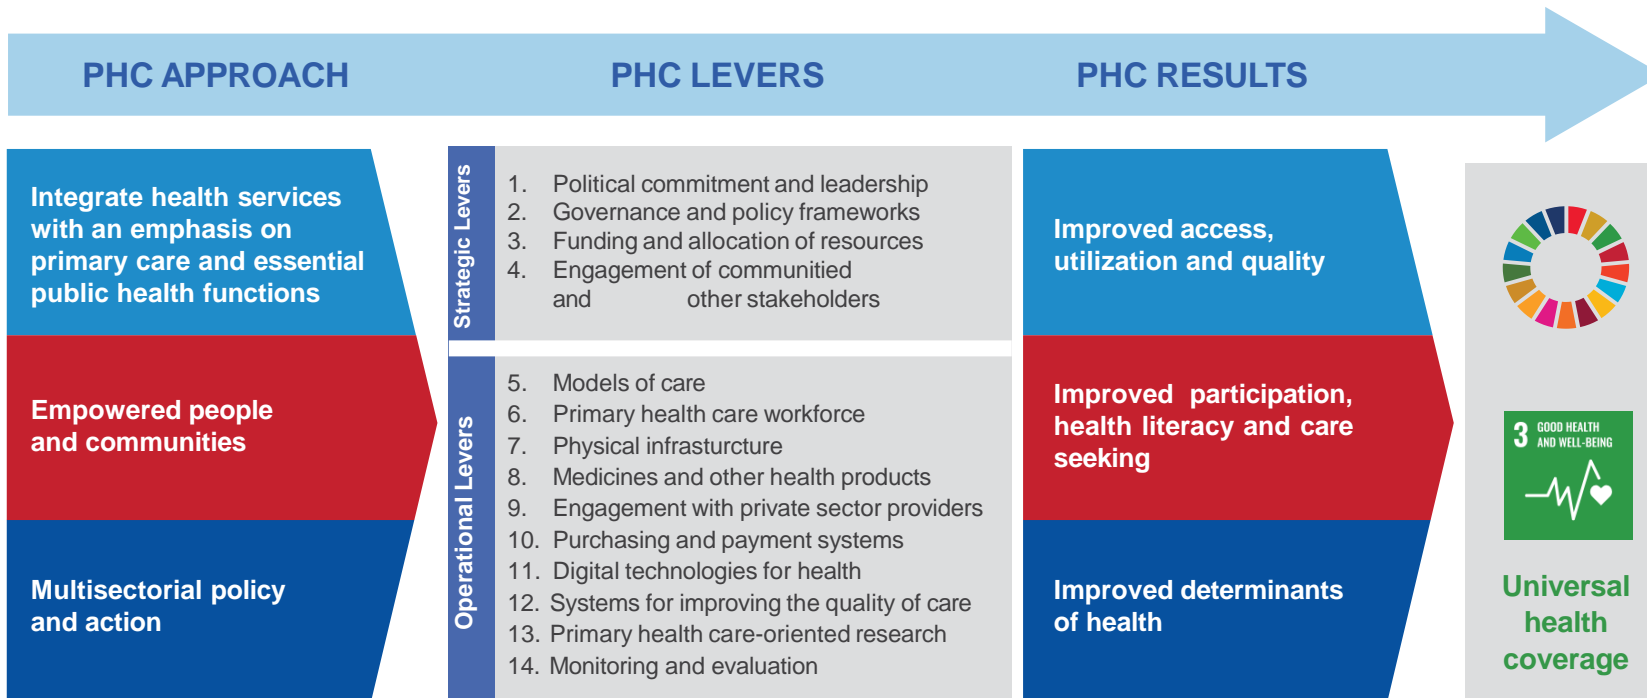 PHC APPROACH
PHC LEVERS
PHC RESULTS
Integrate health services
with an emphasis on
primary care and essential
public health functions
Empowered people
and communities
Multisectorial policy
and action
Strategic Levers
1. Political commitment and leadership
2. Governance and policy frameworks
3. Funding and allocation of resources
4. Engagement of communitied
and other stakeholders
Operational Levers
5. Models of care
6. Primary health care workforce
7. Physical infrasturcture
8. Medicines and other health products
9. Engagement with private sector providers
10. Purchasing and payment systems
11. Digital technologies for health
12. Systems for improving the quality of care
13. Primary health care-oriented research
14. Monitoring and evaluation
Improved access,
utilization and quality
Improved participation,
health literacy and care
seeking
Improved determinants
of health
3 GOOD HEALTH
AND WELL-BEING
Universal
health
coverage